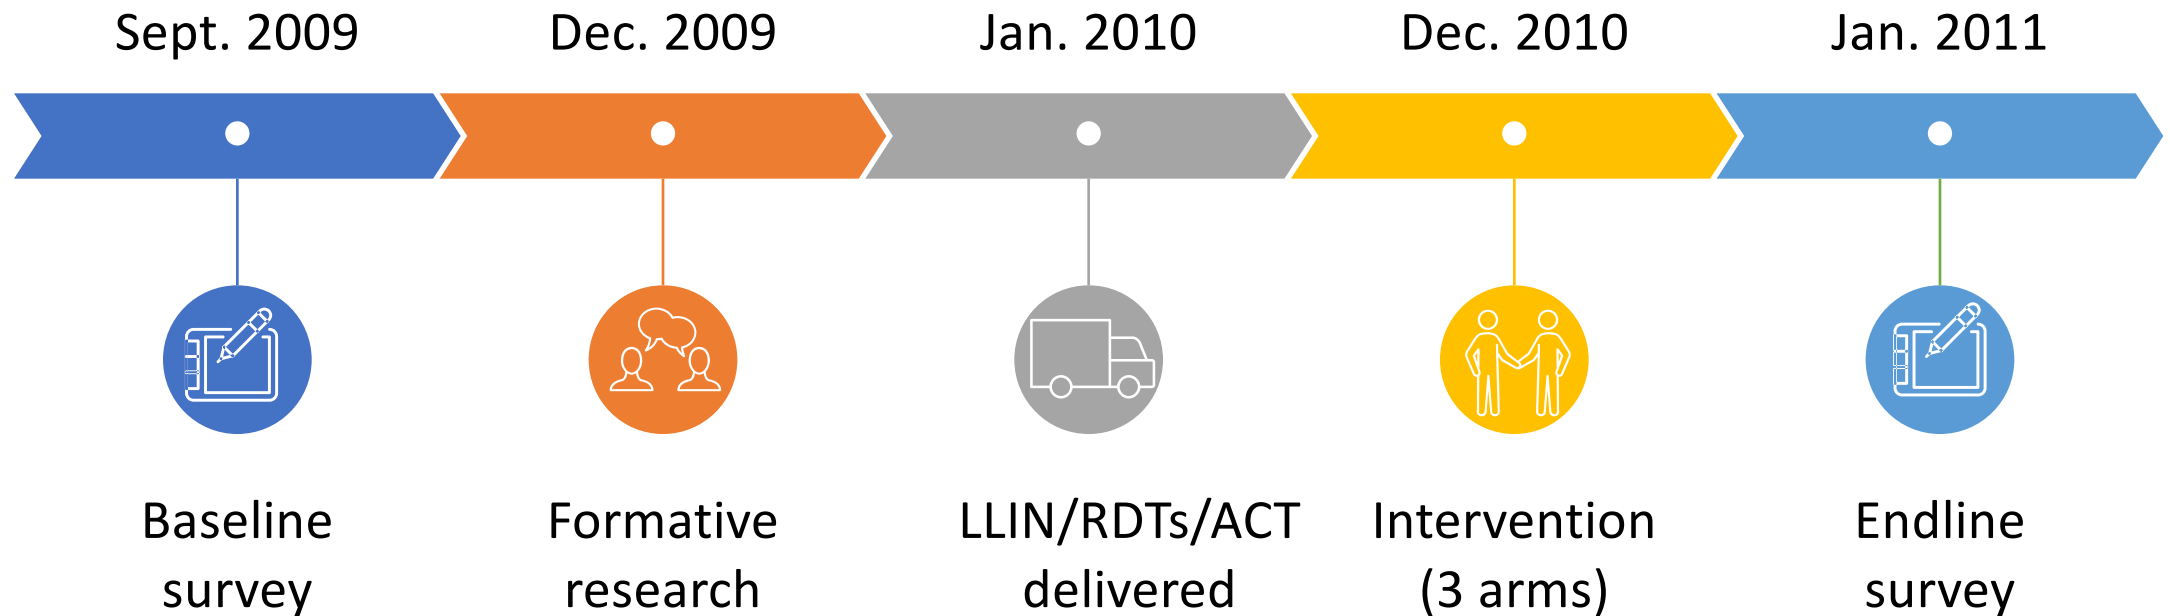 Sept. 2009
Dec. 2009
Jan. 2010
Dec. 2010
Jan. 2011
Baseline
survey
Formative
research
LLIN/RDTs/ACT
delivered
Intervention
(3 arms)
Endline
survey